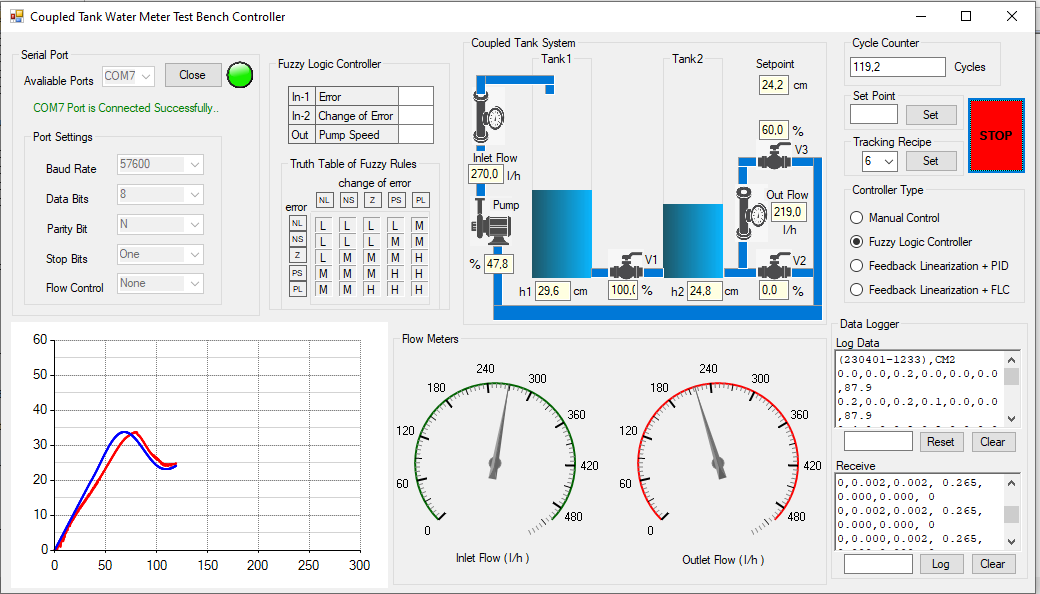 Coupled Tank Water Meter Test Bench Controller
Serial Port
Avaliable Ports COM7 Close
COM7 Port is Connected Successfully..
Port Settings
Baud Rate 57600
Data Bits 8
Parity Bit N
Stop Bits One
Flow Control None
Fuzzy Logic Controller
In-1 Error
In-2 Change of Error
Out Pump Speed
Truth Table of Fuzzy Rules
change of error
error NL NS Z PS PL
NL L L L L M
NS L L L M M
Z L M M M H
PS M M M H H
PL M M H H H
Coupled Tank System
Tank1
Tank2
Setpoint
24,2 cm
60,0 %
V3
Inlet Flow
270,0 l/h
Pump
% 47,8
Out Flow
219,0
l/h
V1
V2
h1 29,6 cm
100,( %
h2 24,8 cm
0,0 %
Cycle Counter
119,2 Cycles
Set Point
Set
Tracking Recipe
6 Set
STOP
Controller Type
Manual Control
Fuzzy Logic Controller
Feedback Linearization + PID
Feedback Linearization + FLC
60
50
40
30
20
10
0
0 50 100 150 200 250 300
Flow Meters
0 60 120 180 240 300 360 420 480
Inlet Flow ( l/h )
0 60 120 180 240 300 360 420 480
Outlet Flow ( l/h )
Data Logger
Log Data
(230401-1233),CM2
0.0,0.0,0.2,0.0,0.0,0.0
,87.9
0.2,0.0,0.2,0.1,0.0,0.0
,87.9
Reset Clear
Receive
0,0.002,0.002, 0.265,
0.000,0.000, 0
0,0.002,0.002, 0.265,
0.000,0.000, 0
0,0.000,0.002, 0.265,
Log Clear